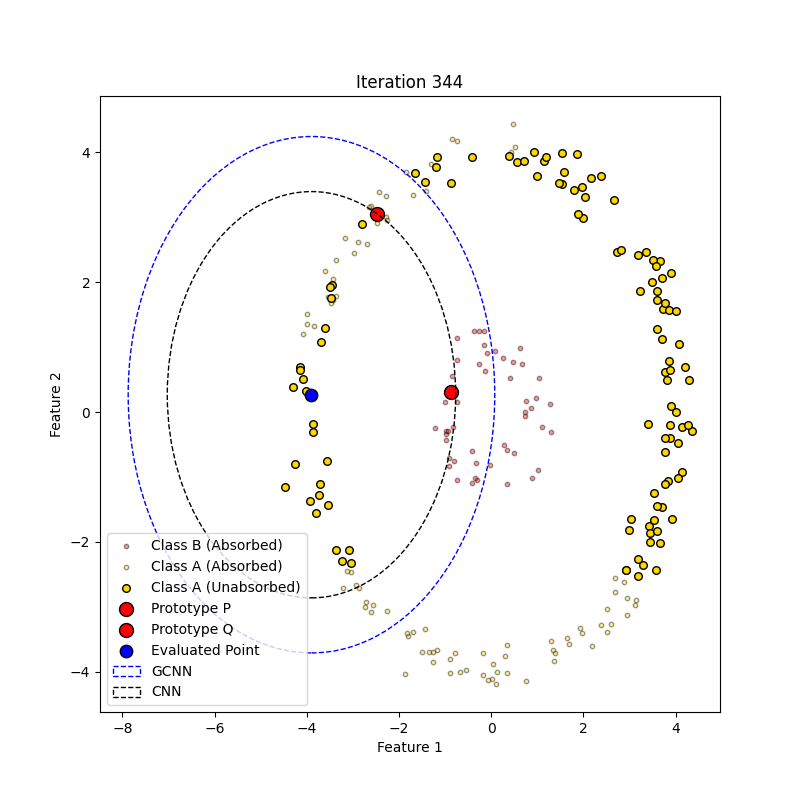 Iteration 344
4
2
0
−2
−4
Feature 2
Class B (Absorbed)
Class A (Absorbed)
Class A (Unabsorbed)
Prototype P
Prototype Q
Evaluated Point
GCNN
CNN
−8 −6 −4 −2 0 2 4
Feature 1